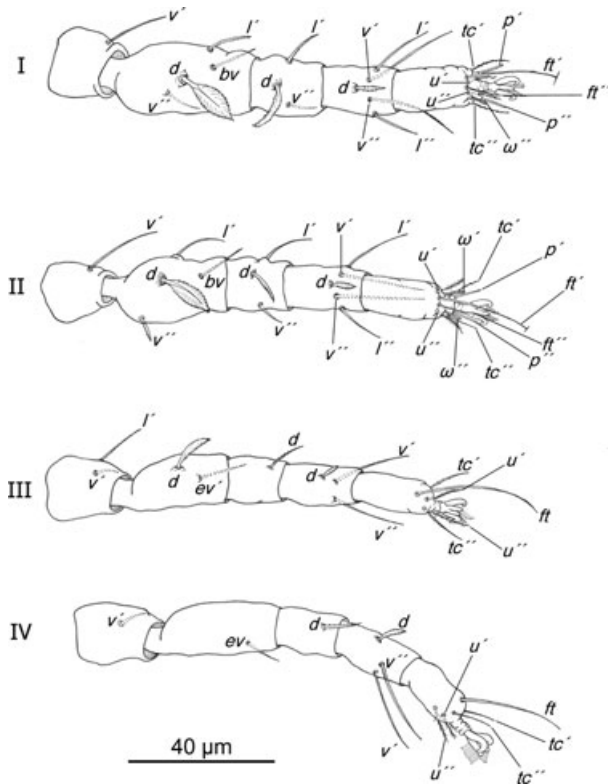 v´ l´ l´ v´ l´ tc´ p´ ft´
I d bv v´´ d v´´ d u´ u´´ ft´´
v´´ l´´ tc´´ ω´´ p´´
v´ l´ l´ v´ l´ u´ ω´ tc´ p´ ft´
II d bv d d
v´´ v´´ v´´ l´´ u´´ ω´´ tc´´ p´´ ft´´
l´ d v´ tc´ u´
III v´ d ev´ d ft
v´´ tc´´ u´´
IV v´ d d u´
ev v´´ ft
v´ u´´ tc´´ tc´
40 µm